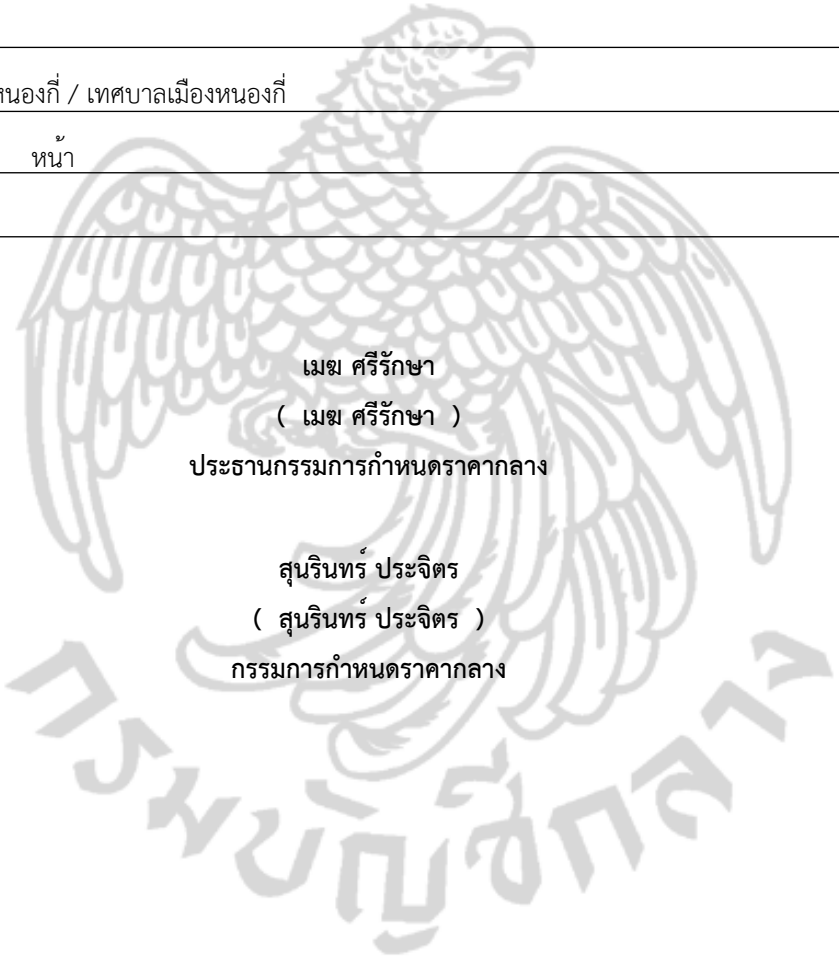 หนองกี่ / เทศบาลเมืองหนองกี่
หน้า
เมฆ ศรีรักษา
( เมฆ ศรีรักษา )
ประธานกรรมการกำหนดราคากลาง
สุนรินทร์ ประจิตร
( สุนรินทร์ ประจิตร )
กรรมการกำหนดราคากลาง
กรมบัญชีกลาง